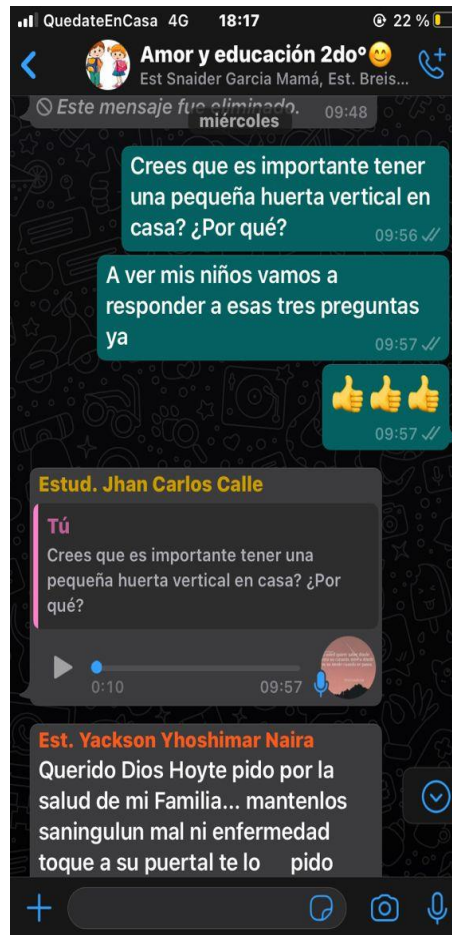 QuedateEnCasa 4G 18:17 22 %
Amor y educación 2do°
Est Snaider Garcia Mamá, Est. Breis...
Este mensaje fue eliminado. 09:48
miércoles
Crees que es importante tener
una pequeña huerta vertical en
casa? ¿Por qué? 09:56
A ver mis niños vamos a
responder a esas tres preguntas
ya 09:57
09:57
Estud. Jhan Carlos Calle
Tú
Crees que es importante tener una
pequeña huerta vertical en casa? ¿Por
qué?
0:10 09:57
Est. Yackson Yhoshimar Naira
Querido Dios Hoyte pido por la
salud de mi Familia... mantenlos
saningulun mal ni enfermedad
toque a su puertal te lo pido